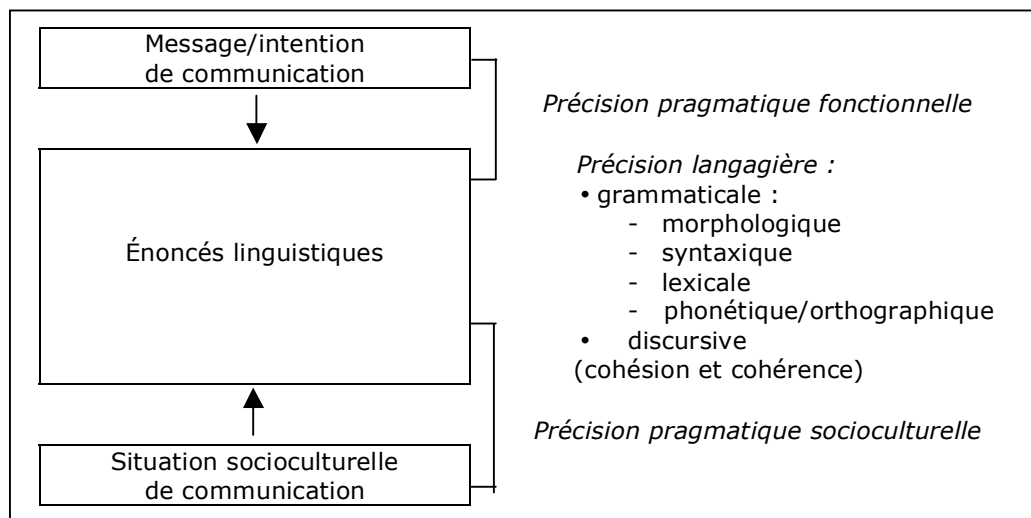 Message/intention
de communication
Précision pragmatique fonctionnelle
Énoncés linguistiques
Précision langagière :
• grammaticale :
- morphologique
- syntaxique
- lexicale
- phonétique/orthographique
• discursive
(cohésion et cohérence)
Précision pragmatique socioculturelle
Situation socioculturelle
de communication